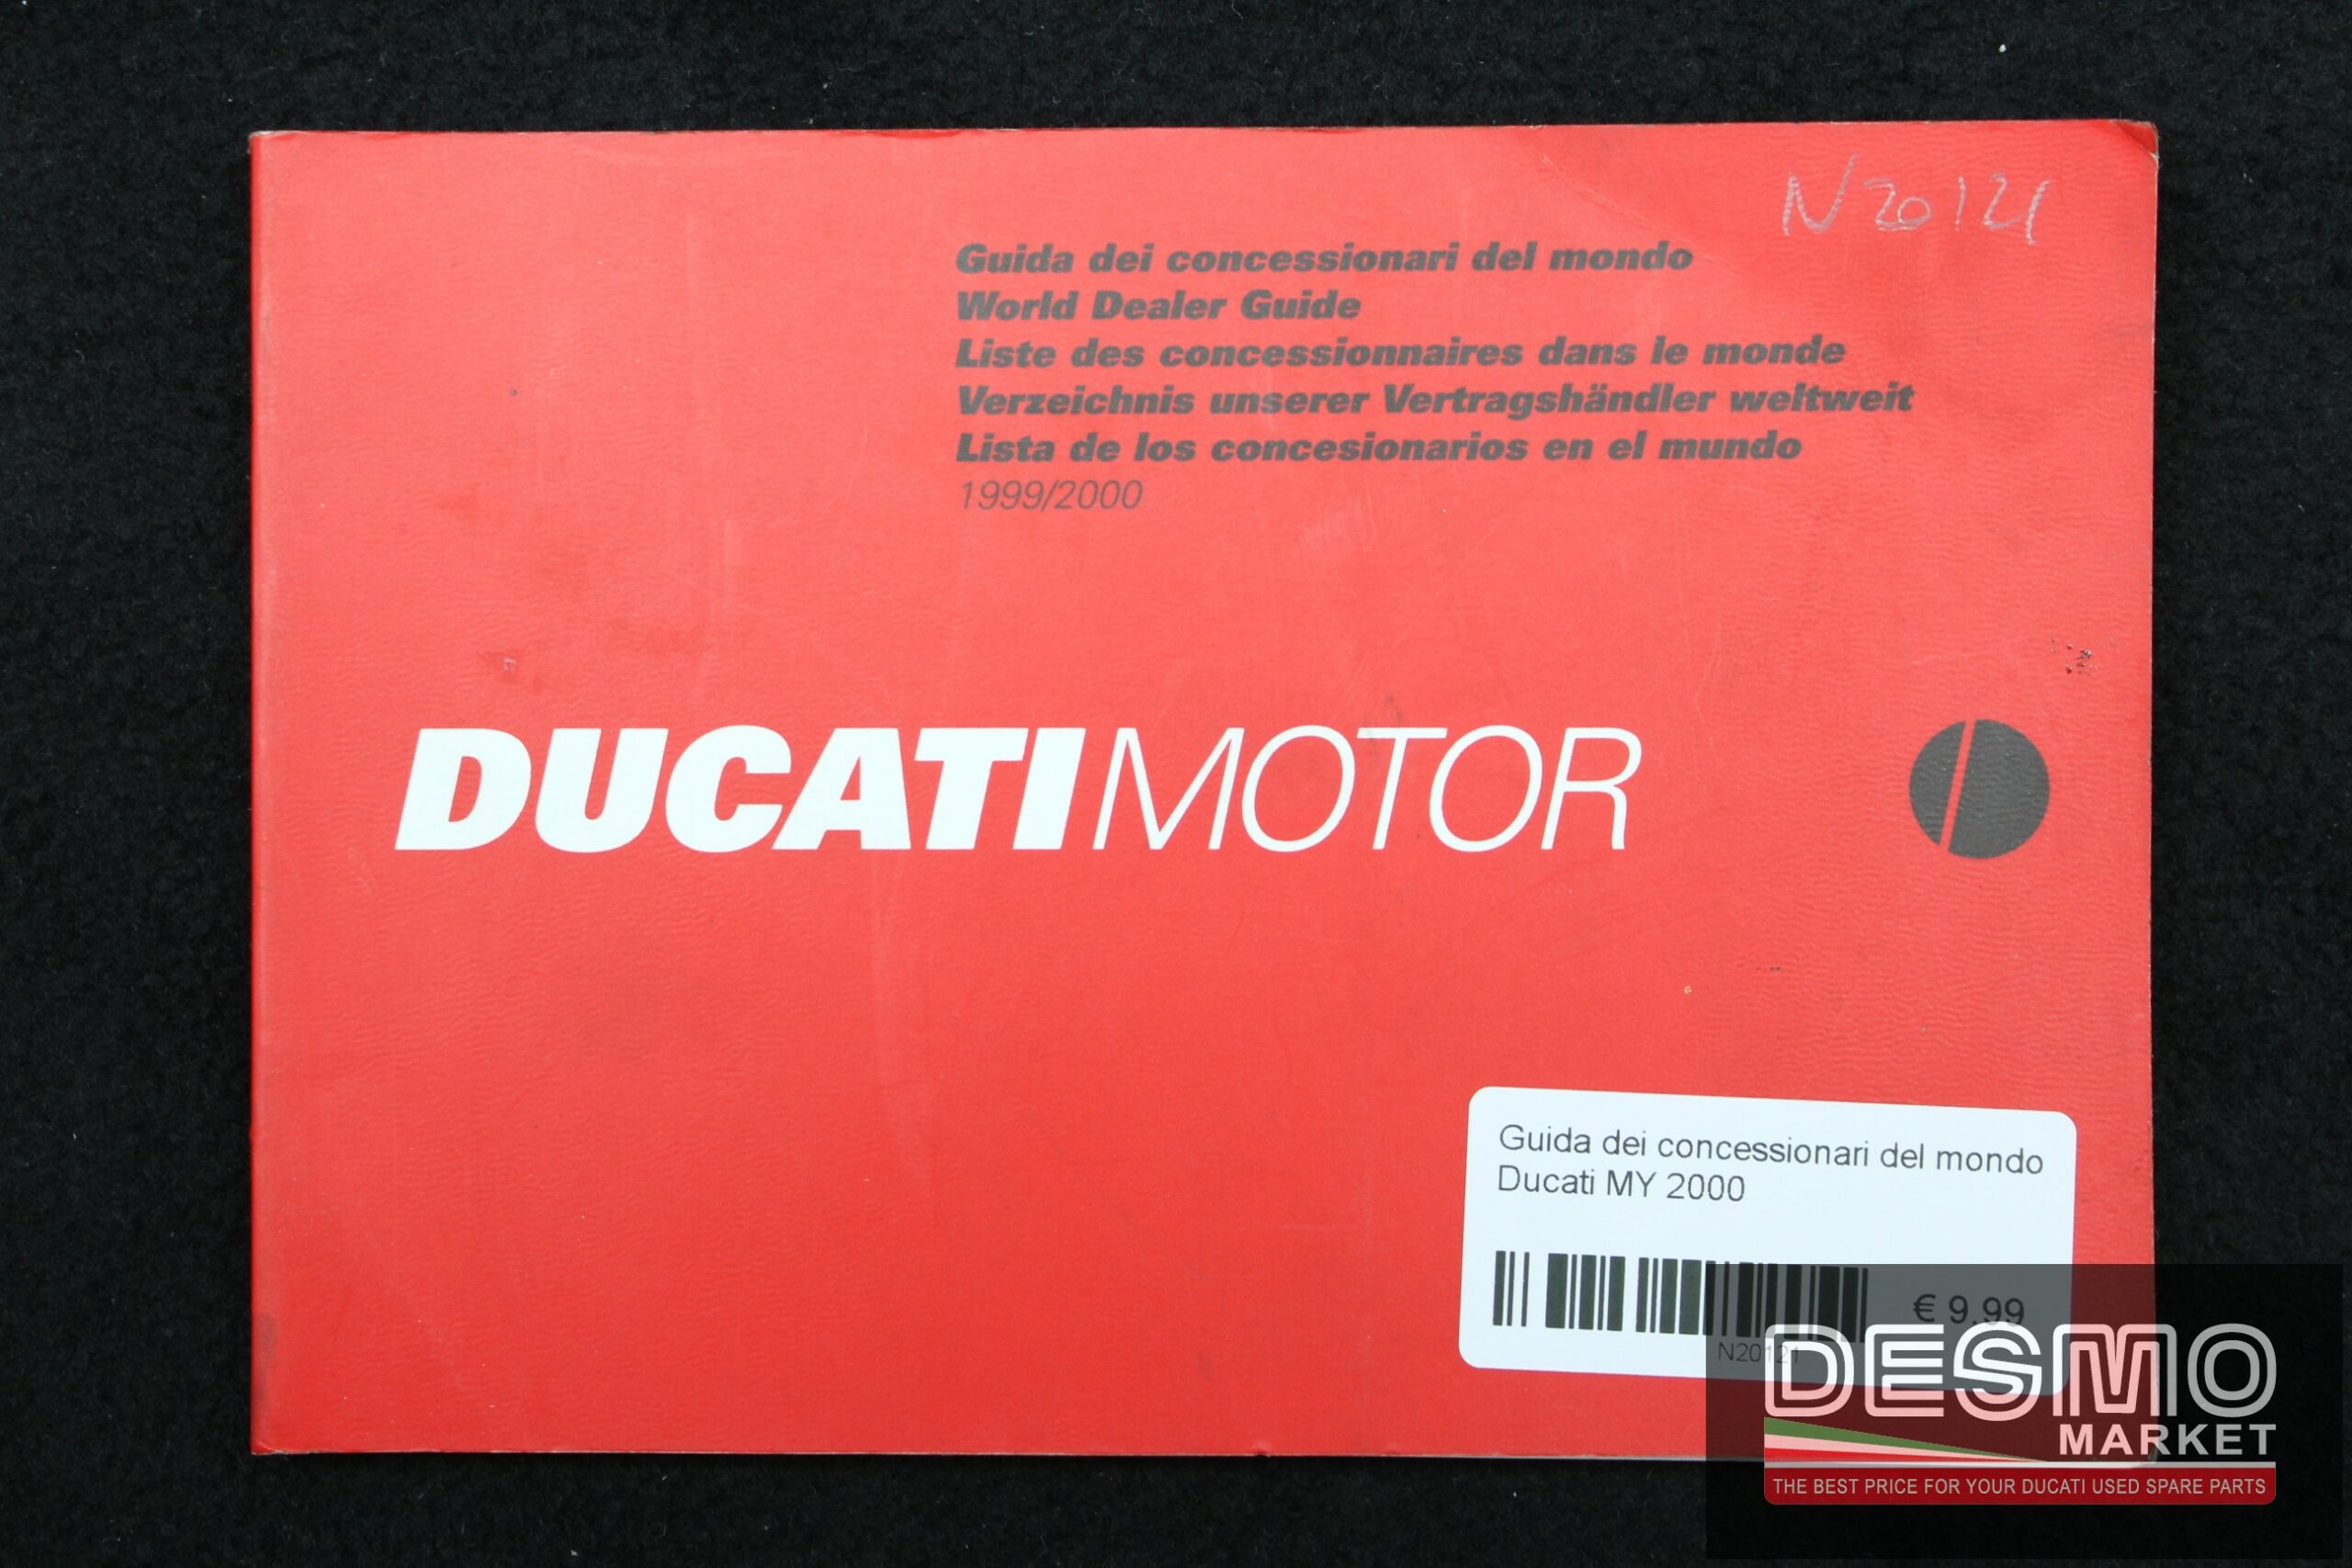 N20121
Guida dei concessionari del mondo
World Dealer Guide
Liste des concessionnaires dans le monde
Verzeichnis unserer Vertragshändler weltweit
Lista de los concesionarios en el mundo
1999/2000
DUCATIMOTOR
Guida dei concessionari del mondo
Ducati MY 2000
€ 9.99
N20121
DESMO
MARKET
THE BEST PRICE FOR YOUR DUCATI USED SPARE PARTS